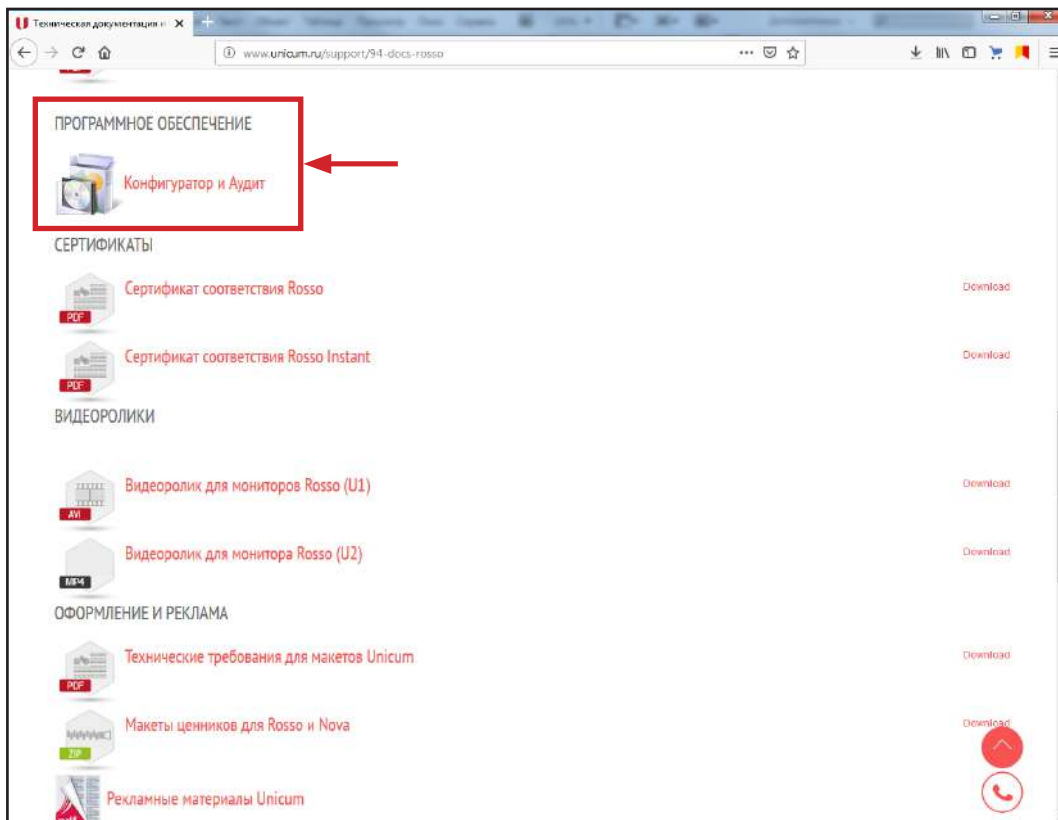 Техническая документация и
www.unicum.ru/support/94-docs-rosso
ПРОГРАММНОЕ ОБЕСПЕЧЕНИЕ
Конфигуратор и Аудит
СЕРТИФИКАТЫ
Сертификат соответствия Rosso
Download
PDF
Сертификат соответствия Rosso Instant
Download
PDF
ВИДЕОРОЛИКИ
Видеоролик для мониторов Rosso (U1)
Download
AVI
Видеоролик для монитора Rosso (U2)
Download
MP4
ОФОРМЛЕНИЕ И РЕКЛАМА
Технические требования для макетов Unicum
Download
PDF
Макеты ценников для Rosso и Nova
Download
ZIP
Рекламные материалы Unicum